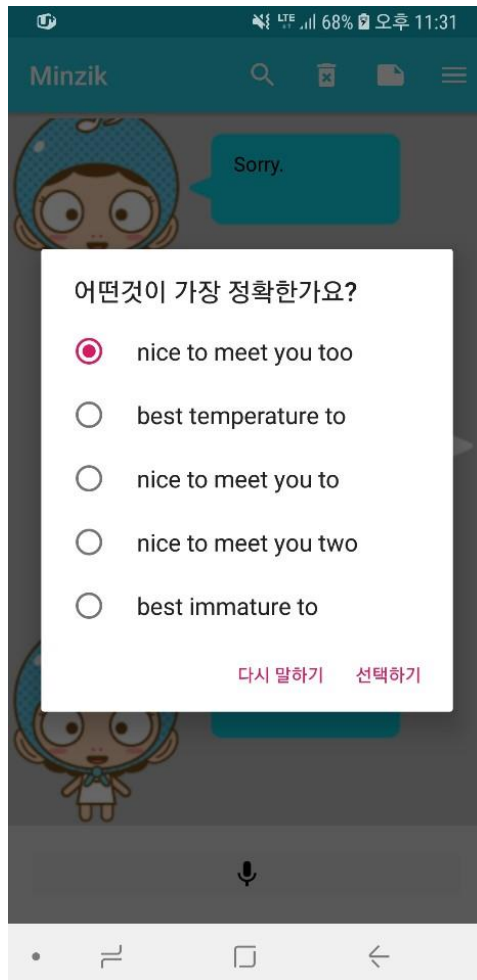 LTE 68% 오후 11:31
Minzik
Sorry.
어떤것이 가장 정확한가요?
nice to meet you too
best temperature to
nice to meet you to
nice to meet you two
best immature to
다시 말하기 선택하기